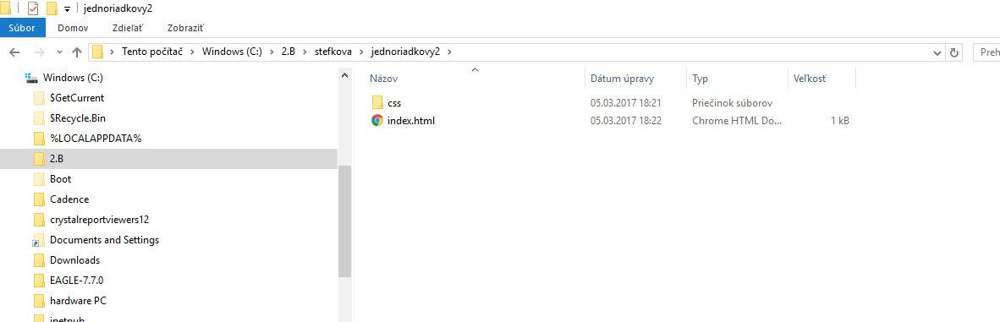 jednoriadkovy2
Súbor Domov Zdieľať Zobraziť
Tento počítač Windows (C:) 2.B stefkova jednoriadkovy2 Preh
Windows (C:)
$GetCurrent
$Recycle.Bin
%LOCALAPPDATA%
2.B
Boot
Cadence
crystalreportviewers12
Documents and Settings
Downloads
EAGLE-7.7.0
hardware PC
inetpub
Názov Dátum úpravy Typ Veľkosť
css 05.03.2017 18:21 Priečinok súborov
index.html 05.03.2017 18:22 Chrome HTML Do... 1 kB